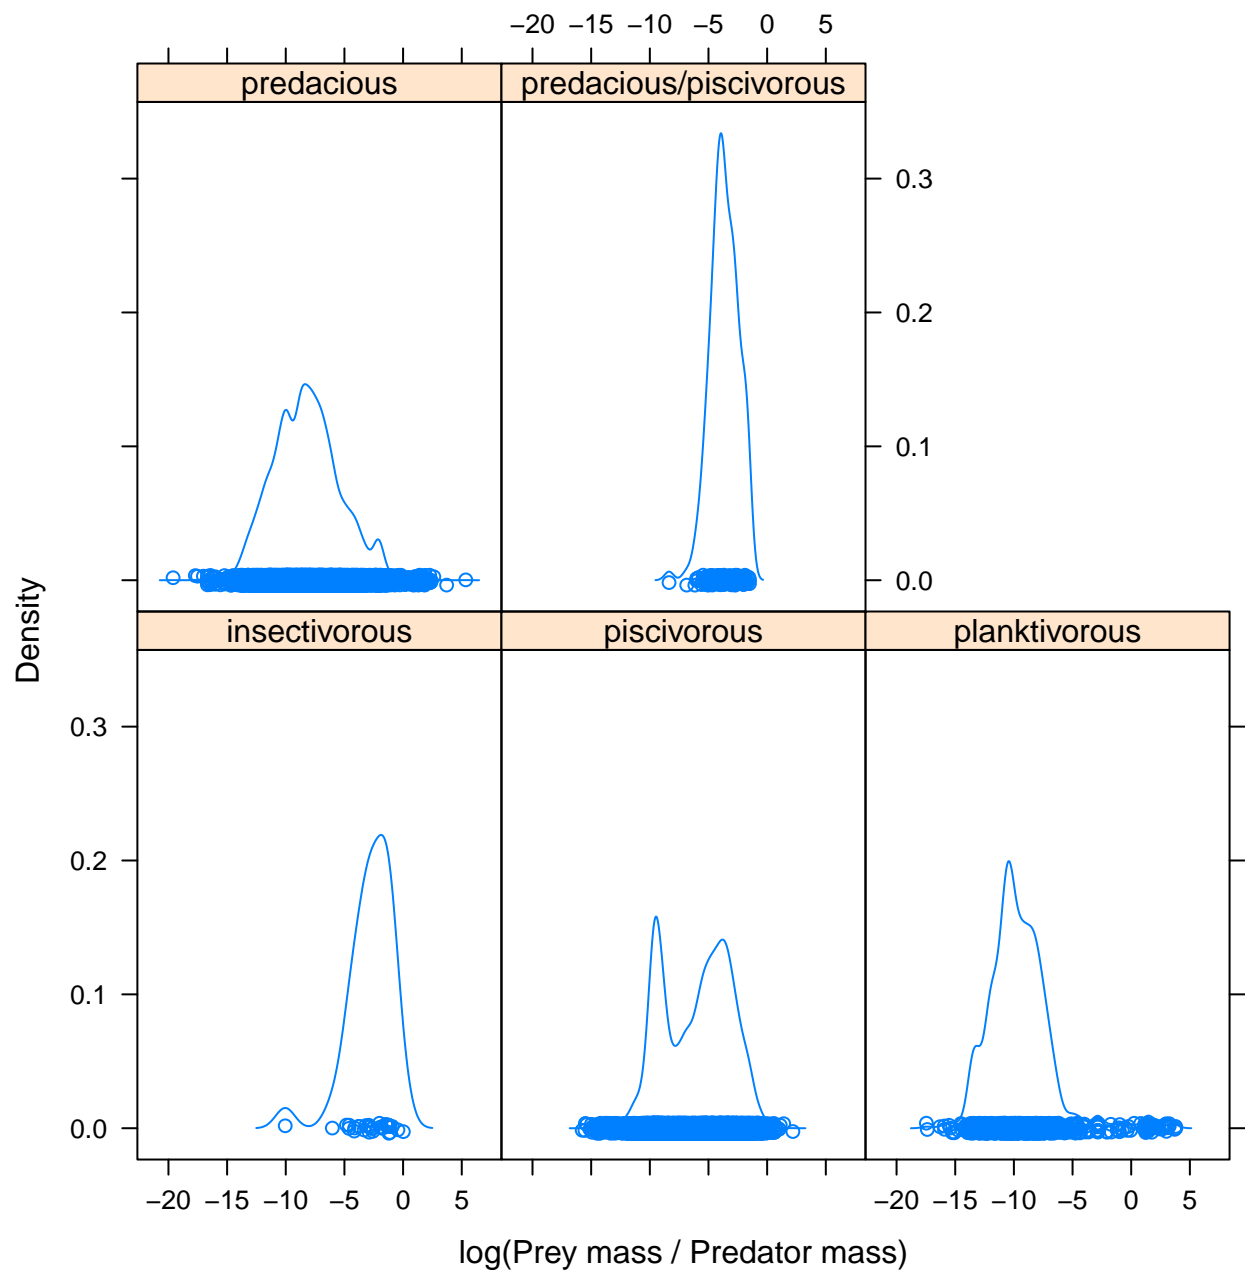 −20 −15 −10 −5 0 5
predacious predacious/piscivorous
0.3
0.2
0.1
0.0
Density
insectivorous piscivorous planktivorous
0.3
0.2
0.1
0.0
−20 −15 −10 −5 0 5 −20 −15 −10 −5 0 5
log(Prey mass / Predator mass)